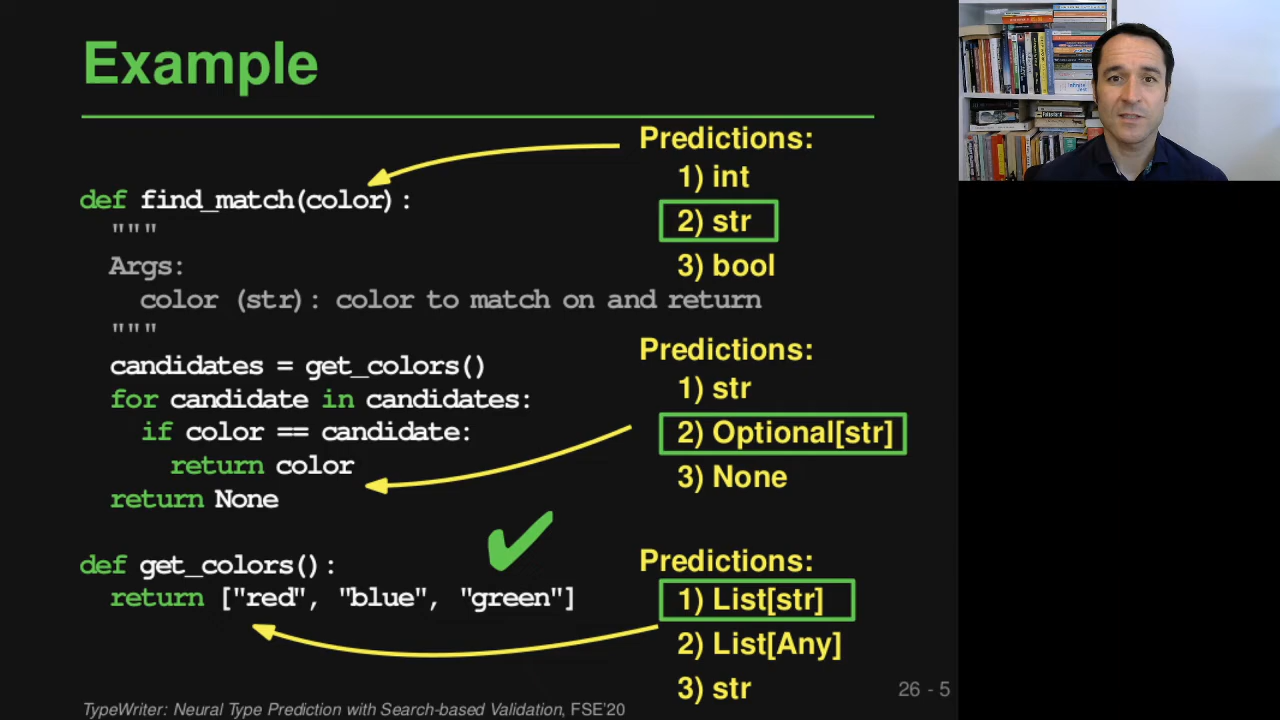 Example
def find_match(color):
"""
Args:
color (str): color to match on and return
"""
candidates = get_colors()
for candidate in candidates:
if color == candidate:
return color
return None
def get_colors():
return ["red", "blue", "green"]
Predictions:
1) int
2) str
3) bool
Predictions:
1) str
2) Optional[str]
3) None
Predictions:
1) List[str]
2) List[Any]
3) str
26 - 5
TypeWriter: Neural Type Prediction with Search-based Validation, FSE'20